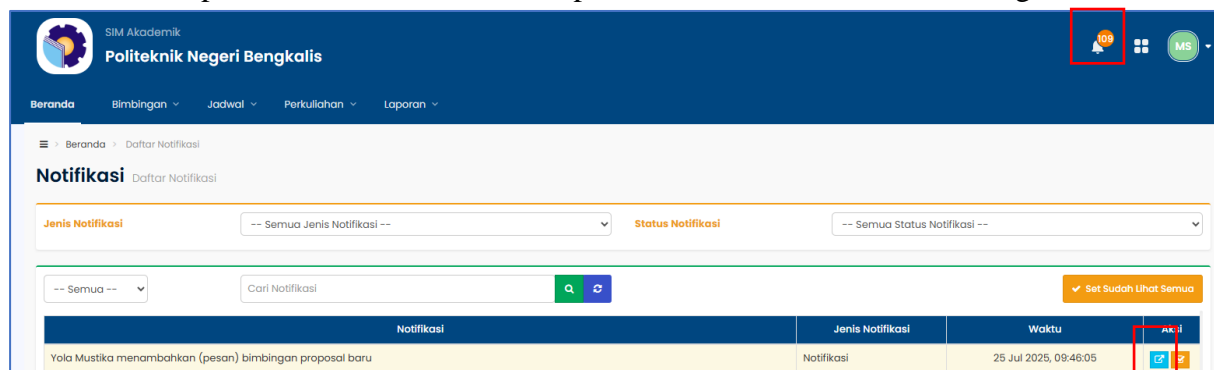 SIM Akademik
Politeknik Negeri Bengkalis
109
MS
Beranda Bimbingan Jadwal Perkuliahan Laporan
Beranda > Daftar Notifikasi
Notifikasi Daftar Notifikasi
Jenis Notifikasi -- Semua Jenis Notifikasi -- Status Notifikasi -- Semua Status Notifikasi --
-- Semua -- Cari Notifikasi Set Sudah Lihat Semua
Notifikasi Jenis Notifikasi Waktu Aksi
Yola Mustika menambahkan (pesan) bimbingan proposal baru Notifikasi 25 Jul 2025, 09:46:05